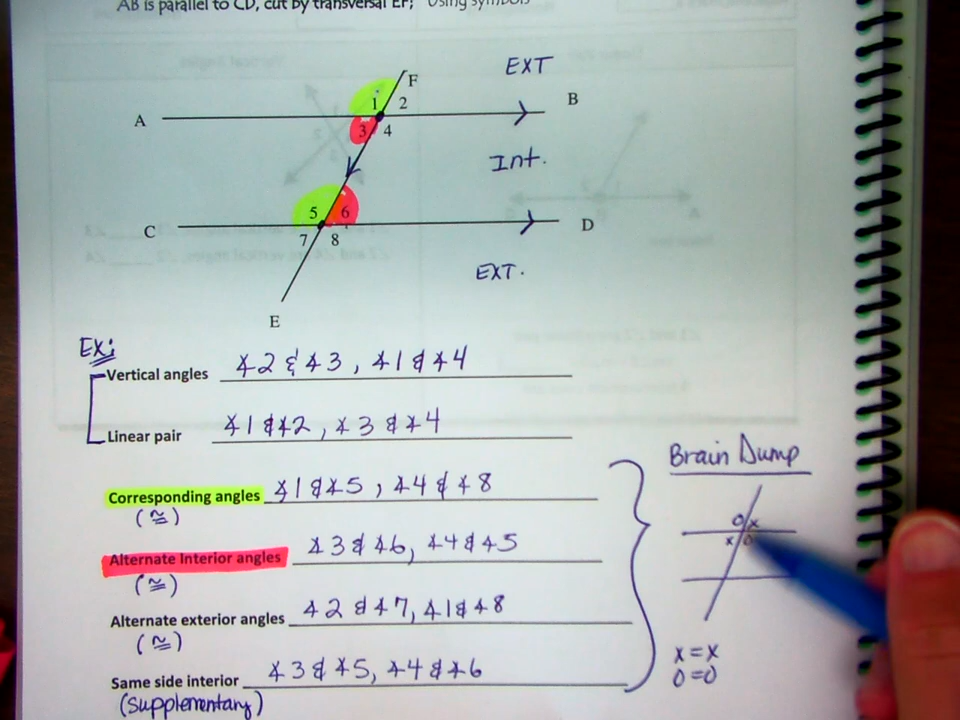 AB is parallel to CD, cut by transversal EF; Using symbols
F
EXT
1 2
B
A
3 4
Int.
5 6
C
D
7 8
EXT.
E
EX:
Vertical angles ∡2 & ∡3, ∡1 & ∡4
Linear pair ∡1 & ∡2, ∡3 & ∡4
Brain Dump
Corresponding angles ∡1 & ∡5, ∡4 & ∡8
(≅)
o x
x o
Alternate Interior angles ∡3 & ∡6, ∡4 & ∡5
(≅)
Alternate exterior angles ∡2 & ∡7, ∡1 & ∡8
(≅)
x = x
o = o
Same side interior ∡3 & ∡5, ∡4 & ∡6
(Supplementary)